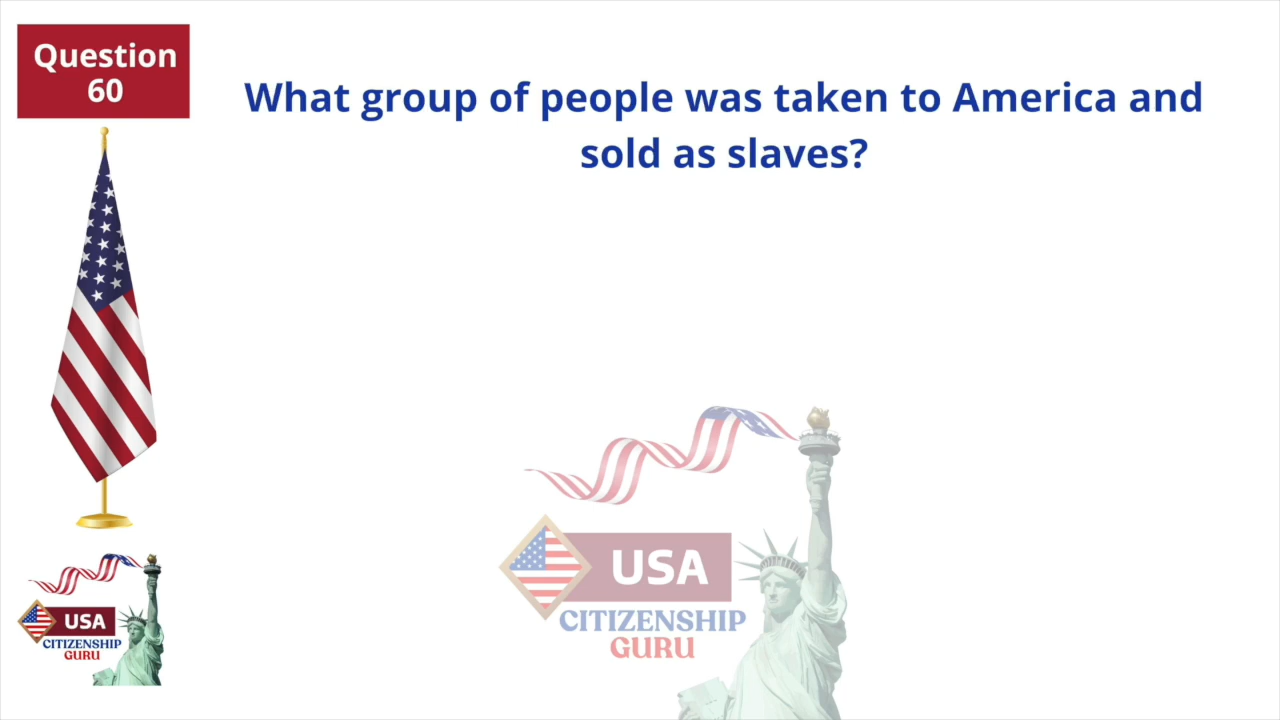 Question
60
What group of people was taken to America and
sold as slaves?
USA
CITIZENSHIP
GURU
USA
CITIZENSHIP
GURU